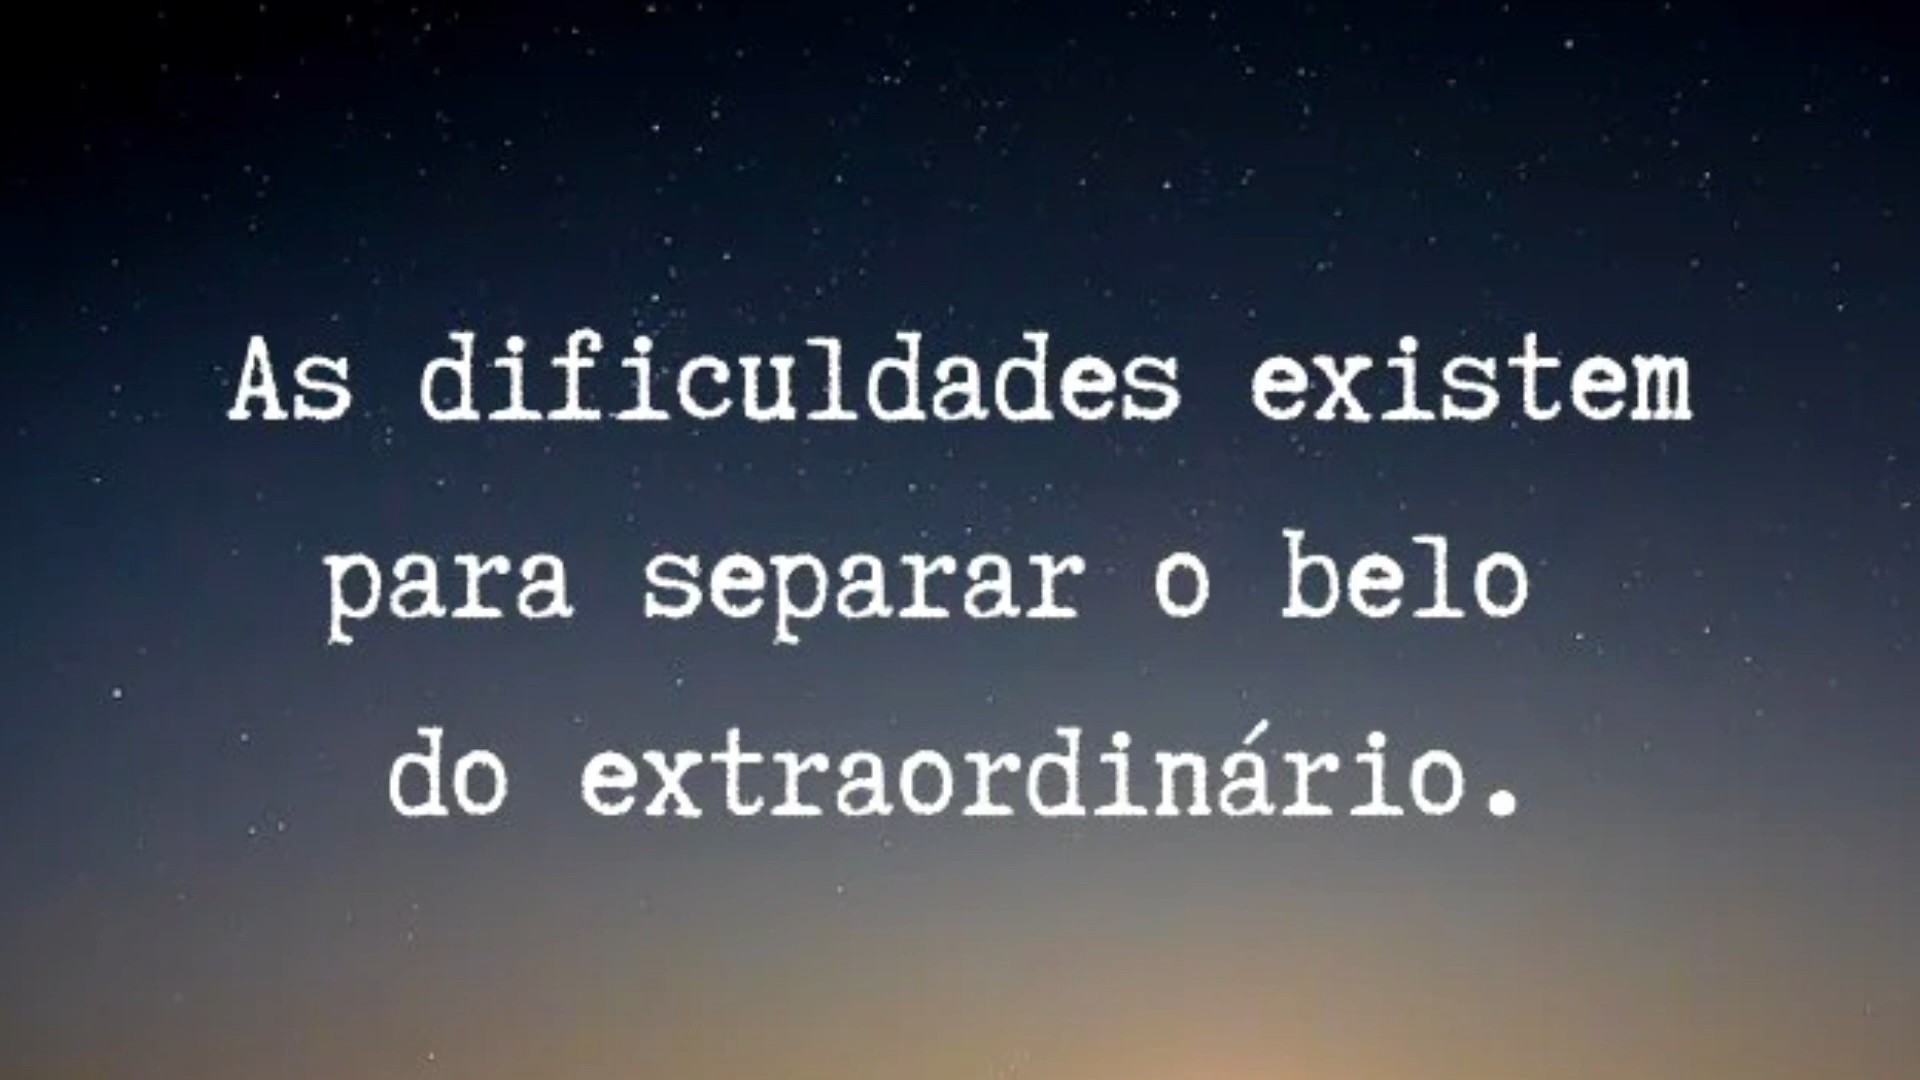 As dificuldades existem
para separar o belo
do extraordinário.